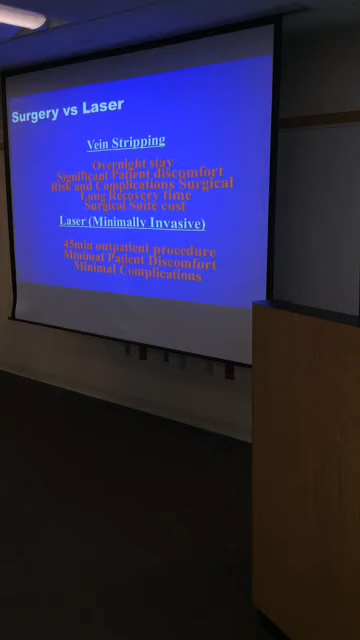 Surgery vs Laser
Vein Stripping
Overnight stay
Significant Patient discomfort
Risk and Complications Surgical
Long Recovery time
Surgical Suite cost
Laser (Minimally Invasive)
45min outpatient procedure
Minimal Patient Discomfort
Minimal Complications